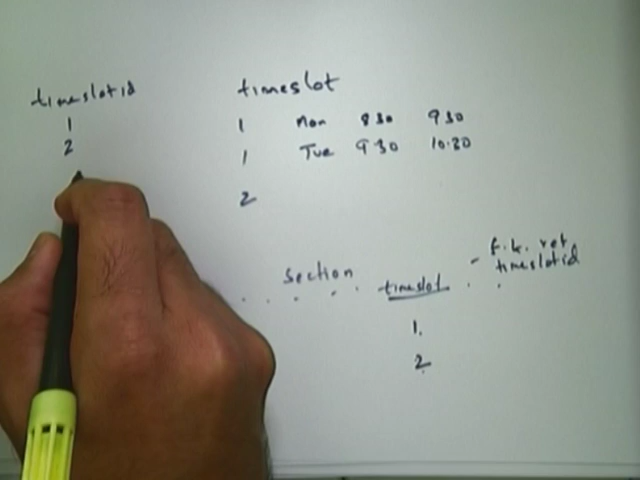 timeslotid
1
2
timeslot
1 Mon 8 30 9 30
1 Tue 9 30 10.30
2
section
. . . . timeslot . .
- f.k. ref
timeslotid
1.
2